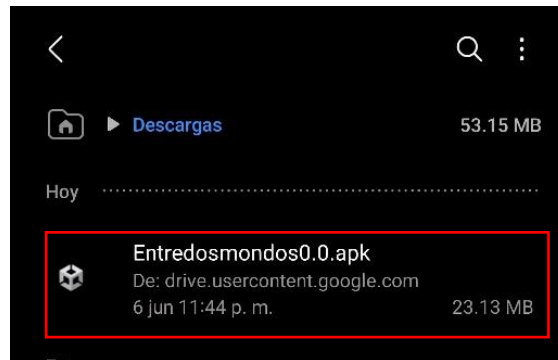 Descargas 53.15 MB
Hoy
Entredosmondos0.0.apk
De: drive.usercontent.google.com
6 jun 11:44 p. m. 23.13 MB